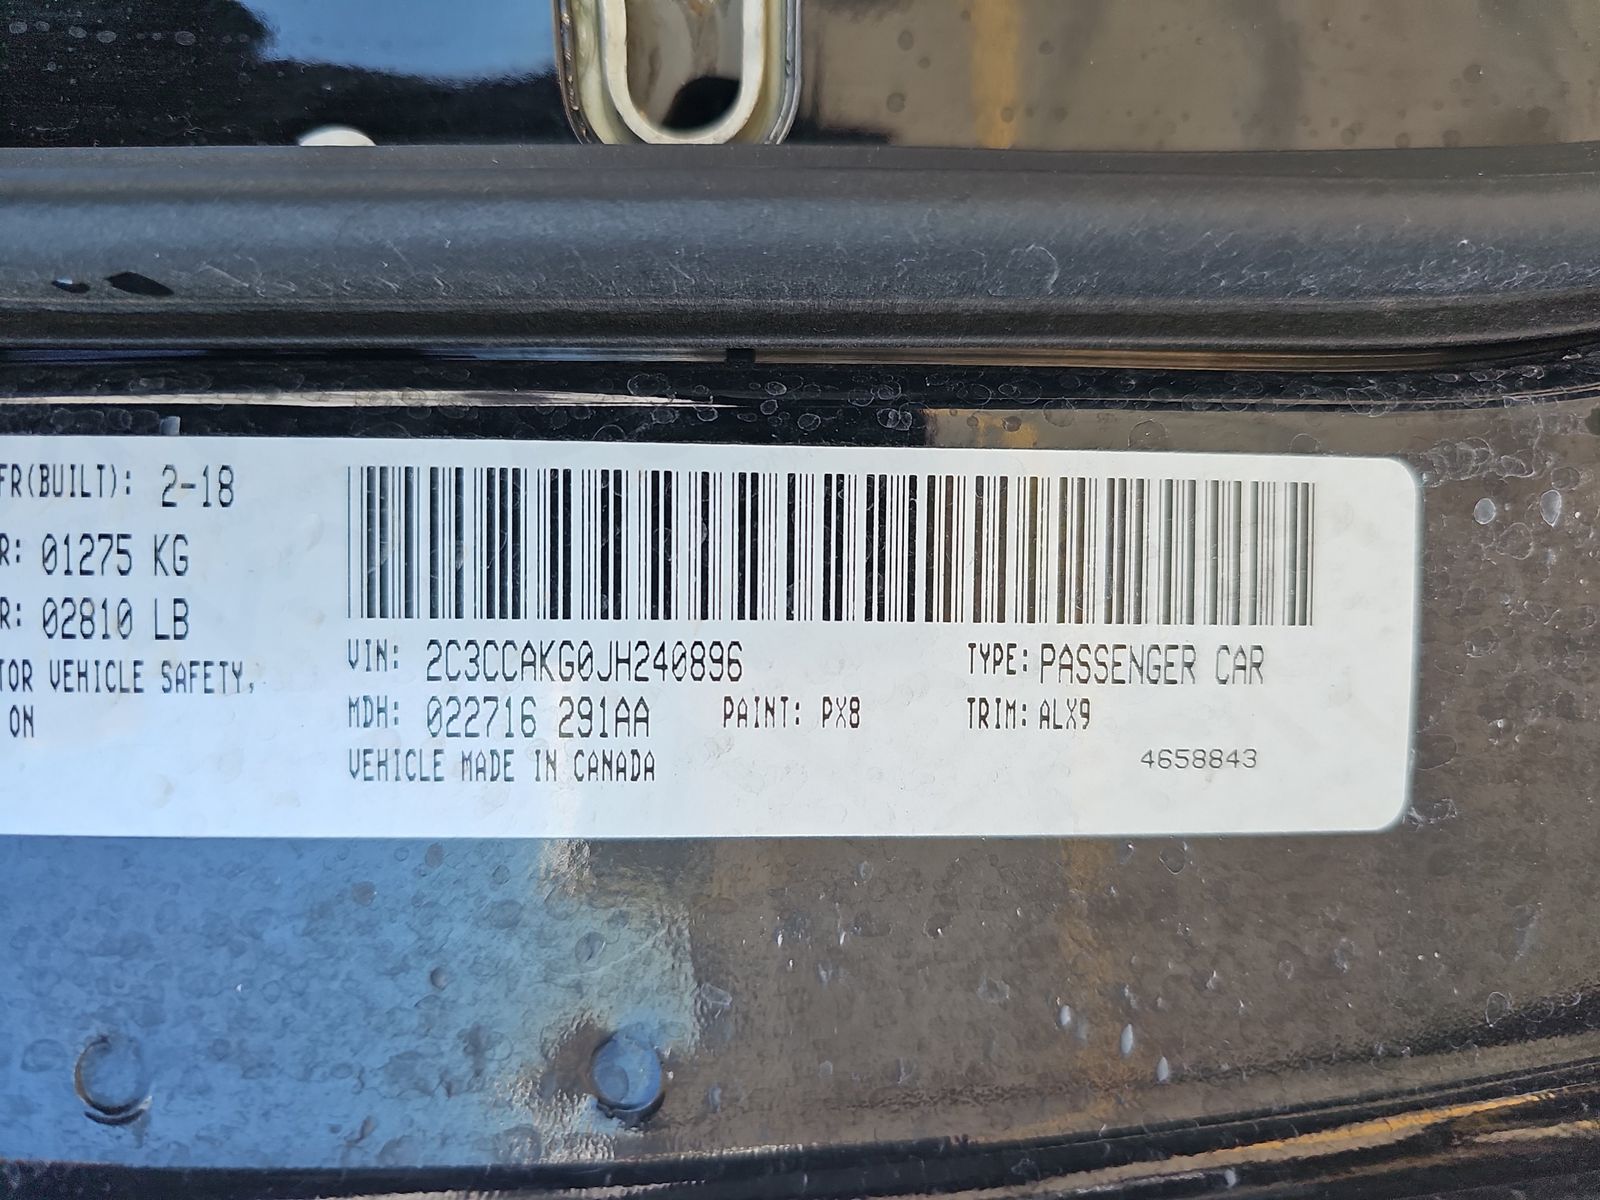 FR(BUILT): 2-18
R: 01275 KG
R: 02810 LB
TOR VEHICLE SAFETY,
ON
VIN: 2C3CCAKG0JH240896 TYPE: PASSENGER CAR
MDH: 022716 291AA PAINT: PX8 TRIM: ALX9
VEHICLE MADE IN CANADA
4658843